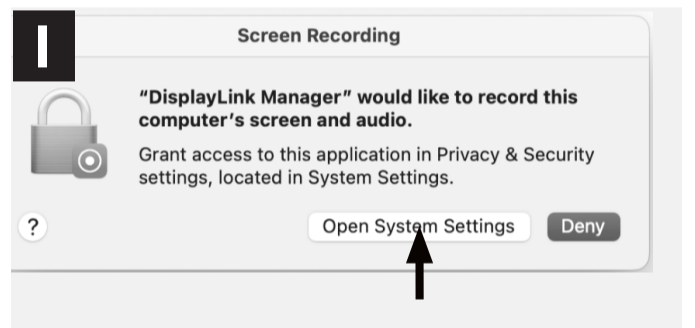 I
Screen Recording
“DisplayLink Manager” would like to record this
computer’s screen and audio.
Grant access to this application in Privacy & Security
settings, located in System Settings.
?
Open System Settings
Deny